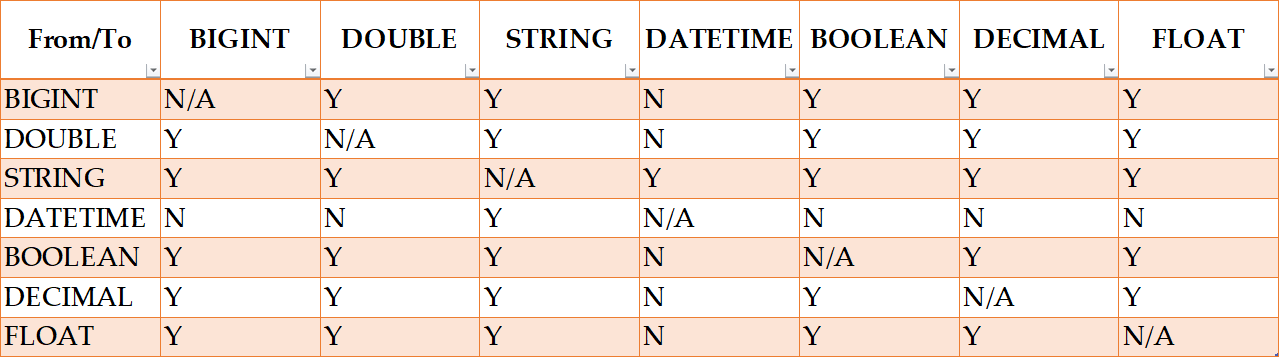 From/To BIGINT DOUBLE STRING DATETIME BOOLEAN DECIMAL FLOAT
BIGINT N/A Y Y N Y Y Y
DOUBLE Y N/A Y N Y Y Y
STRING Y Y N/A Y Y Y Y
DATETIME N N Y N/A N N N
BOOLEAN Y Y Y N N/A Y Y
DECIMAL Y Y Y N Y N/A Y
FLOAT Y Y Y N Y Y N/A